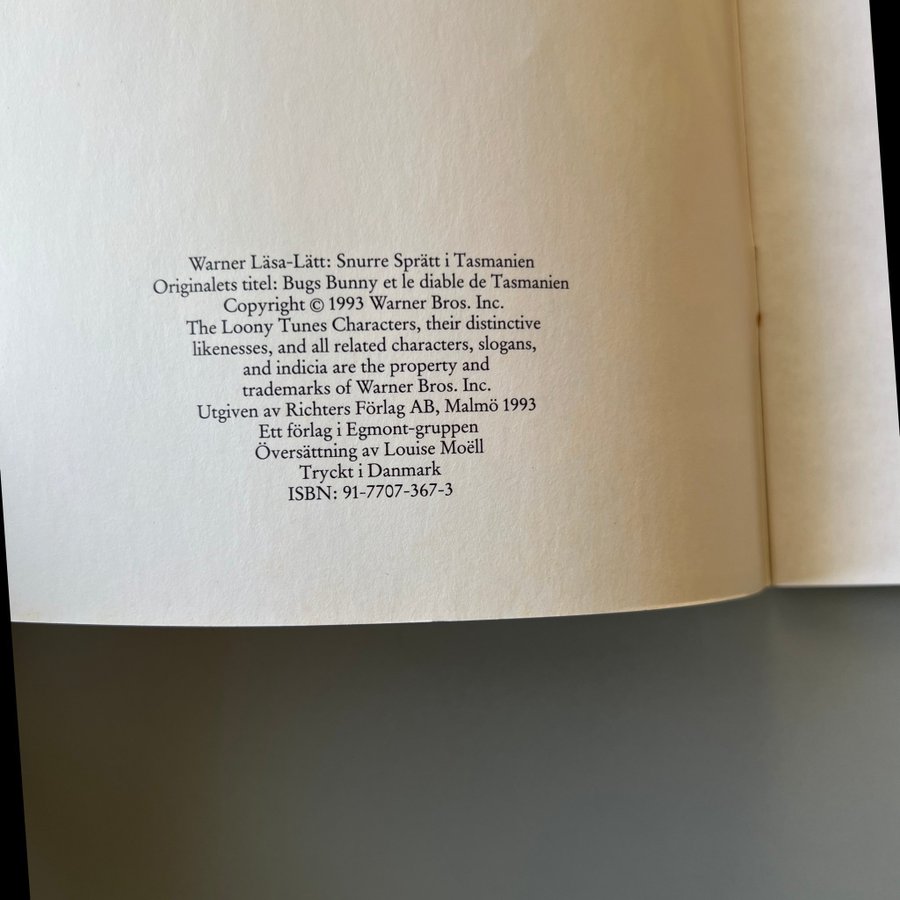 Warner Läsa-Lätt: Snurre Sprätt i Tasmanien
Originalets titel: Bugs Bunny et le diable de Tasmanien
Copyright © 1993 Warner Bros. Inc.
The Loony Tunes Characters, their distinctive
likenesses, and all related characters, slogans,
and indicia are the property and
trademarks of Warner Bros. Inc.
Utgiven av Richters Förlag AB, Malmö 1993
Ett förlag i Egmont-gruppen
Översättning av Louise Moëll
Tryckt i Danmark
ISBN: 91-7707-367-3